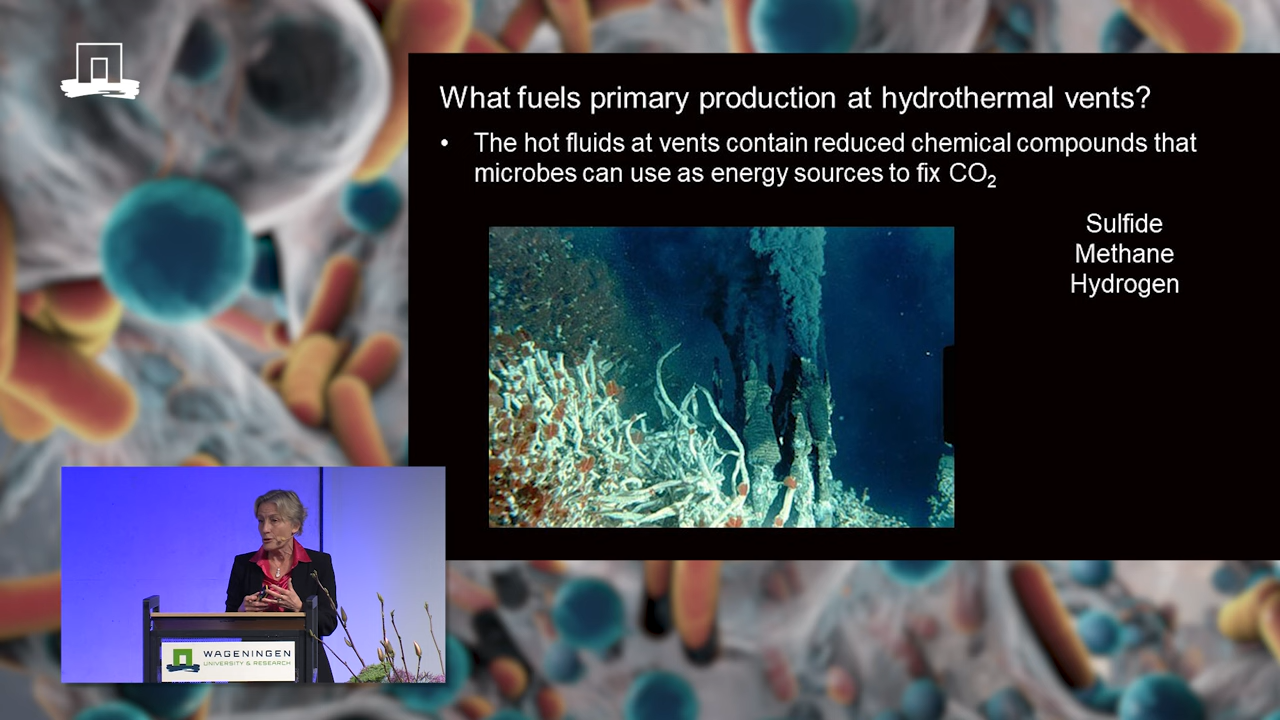 What fuels primary production at hydrothermal vents?
• The hot fluids at vents contain reduced chemical compounds that
microbes can use as energy sources to fix CO₂
Sulfide
Methane
Hydrogen
WAGENINGEN
UNIVERSITY & RESEARCH